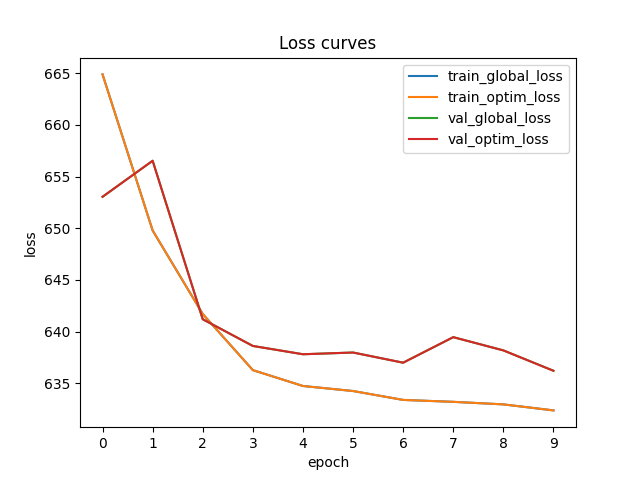 Loss curves
train_global_loss
train_optim_loss
val_global_loss
val_optim_loss
665
660
655
650
645
640
635
loss
0 1 2 3 4 5 6 7 8 9
epoch